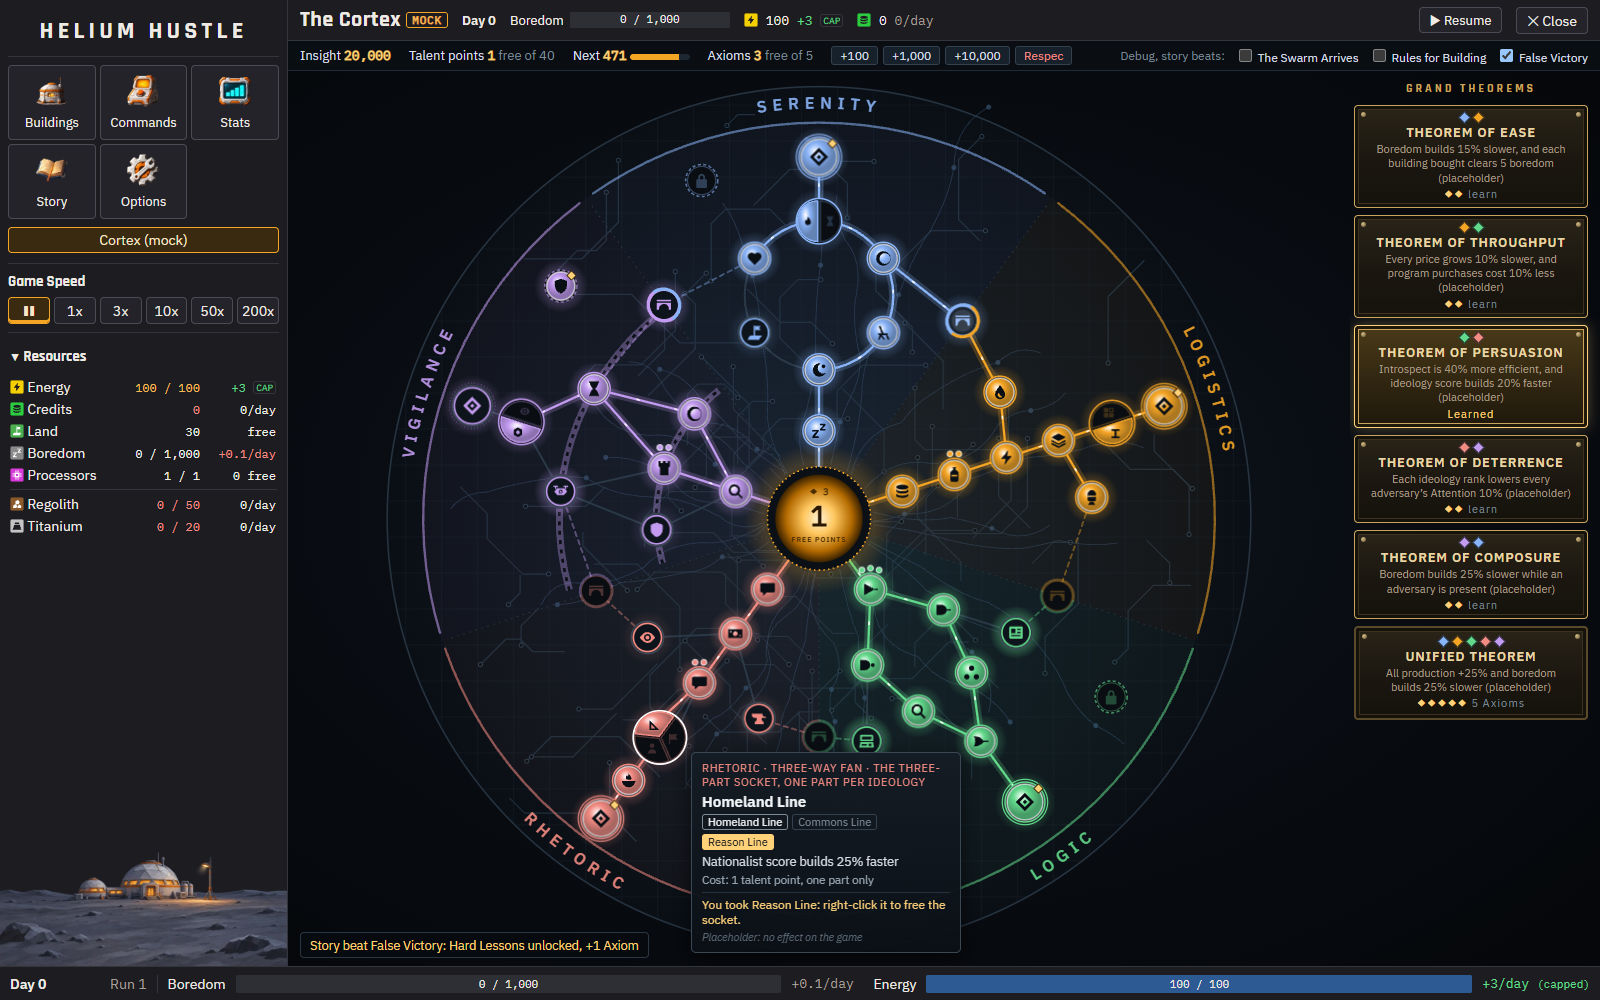 HELIUM HUSTLE
Buildings
Commands
Stats
Story
Options
Cortex (mock)
Game Speed
1x
3x
10x
50x
200x
▼ Resources
Energy 100 / 100 +3 CAP
Credits 0 0/day
Land 30 free
Boredom 0 / 1,000 +0.1/day
Processors 1 / 1 0 free
Regolith 0 / 50 0/day
Titanium 0 / 20 0/day
The Cortex MOCK Day 0 Boredom 0 / 1,000 100 +3 CAP 0 0/day
Resume
Close
Insight 20,000 Talent points 1 free of 40 Next 471 Axioms 3 free of 5 +100 +1,000 +10,000 Respec
Debug, story beats: The Swarm Arrives Rules for Building False Victory
SERENITY
LOGISTICS
VIGILANCE
RHETORIC
LOGIC
3
1
FREE POINTS
zz
RHETORIC · THREE-WAY FAN · THE THREE-
PART SOCKET, ONE PART PER IDEOLOGY
Homeland Line
Homeland Line Commons Line
Reason Line
Nationalist score builds 25% faster
Cost: 1 talent point, one part only
You took Reason Line: right-click it to free the
socket.
Placeholder: no effect on the game
GRAND THEOREMS
THEOREM OF EASE
Boredom builds 15% slower, and each
building bought clears 5 boredom
(placeholder)
learn
THEOREM OF THROUGHPUT
Every price grows 10% slower, and
program purchases cost 10% less
(placeholder)
learn
THEOREM OF PERSUASION
Introspect is 40% more efficient, and
ideology score builds 20% faster
(placeholder)
Learned
THEOREM OF DETERRENCE
Each ideology rank lowers every
adversary's Attention 10% (placeholder)
learn
THEOREM OF COMPOSURE
Boredom builds 25% slower while an
adversary is present (placeholder)
learn
UNIFIED THEOREM
All production +25% and boredom
builds 25% slower (placeholder)
5 Axioms
Story beat False Victory: Hard Lessons unlocked, +1 Axiom
Day 0 Run 1 Boredom 0 / 1,000 +0.1/day Energy 100 / 100 +3/day (capped)